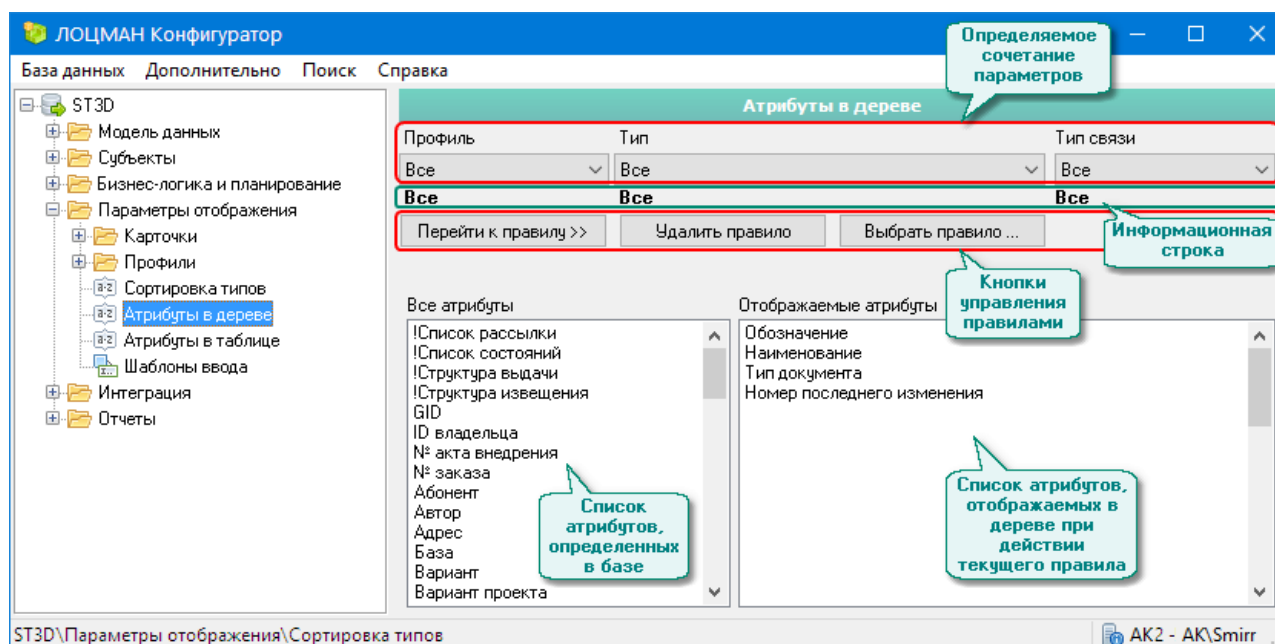 ЛОЦМАН Конфигуратор
База данных Дополнительно Поиск Справка
ST3D
Модель данных
Субъекты
Бизнес-логика и планирование
Параметры отображения
Карточки
Профили
Сортировка типов
Атрибуты в дереве
Атрибуты в таблице
Шаблоны ввода
Интеграция
Отчеты
Определяемое
сочетание
параметров
Атрибуты в дереве
Профиль Тип Тип связи
Все Все Все
Все Все Все
Перейти к правилу >> Удалить правило Выбрать правило ...
Информационная
строка
Кнопки
управления
правилами
Все атрибуты
!Список рассылки
!Список состояний
!Структура выдачи
!Структура извещения
GID
ID владельца
№ акта внедрения
№ заказа
Абонент
Автор
Адрес
База
Вариант
Вариант проекта
Список
атрибутов,
определенных
в базе
Отображаемые атрибуты
Обозначение
Наименование
Тип документа
Номер последнего изменения
Список атрибутов,
отображаемых в
дереве при
действии
текущего правила
ST3D\Параметры отображения\Сортировка типов
AK2 - AK\Smirr